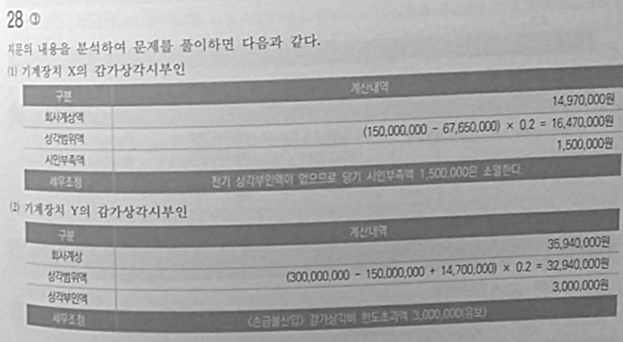 28 ③
지문의 내용을 분석하여 문제를 풀이하면 다음과 같다.
(1) 기계장치 X의 감가상각시부인
구분 계산내역
회사계상액 14,970,000원
상각범위액 (150,000,000 - 67,650,000) × 0.2 = 16,470,000원
시인부족액 1,500,000원
세무조정 전기 상각부인액이 없으므로 당기 시인부족액 1,500,000은 소멸한다.
(2) 기계장치 Y의 감가상각시부인
구분 계산내역
회사계상 35,940,000원
상각범위액 (300,000,000 - 150,000,000 + 14,700,000) × 0.2 = 32,940,000원
상각부인액 3,000,000원
세무조정 〈손금불산입〉 감가상각비 한도초과액 3,000,000(유보)